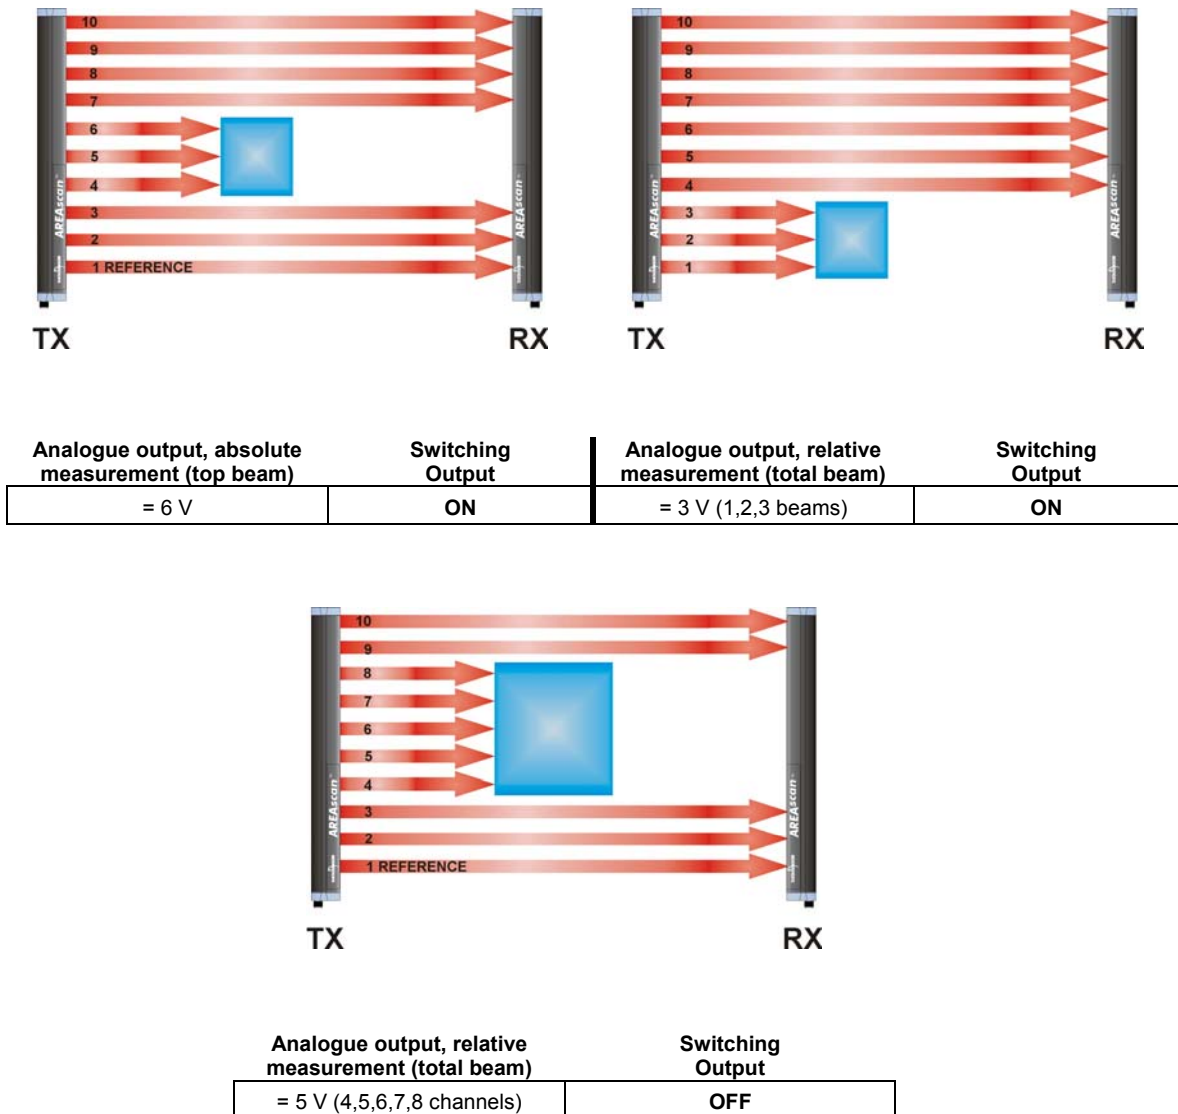 10
9
8
7
6
5
4
3
2
1 REFERENCE
AREAscan
AREAscan
TX
RX
10
9
8
7
6
5
4
3
2
1
AREAscan
AREAscan
TX
RX
Analogue output, absolute measurement (top beam)
Switching Output
Analogue output, relative measurement (total beam)
Switching Output
= 6 V
ON
= 3 V (1,2,3 beams)
ON
10
9
8
7
6
5
4
3
2
1 REFERENCE
AREAscan
AREAscan
TX
RX
Analogue output, relative measurement (total beam)
Switching Output
= 5 V (4,5,6,7,8 channels)
OFF